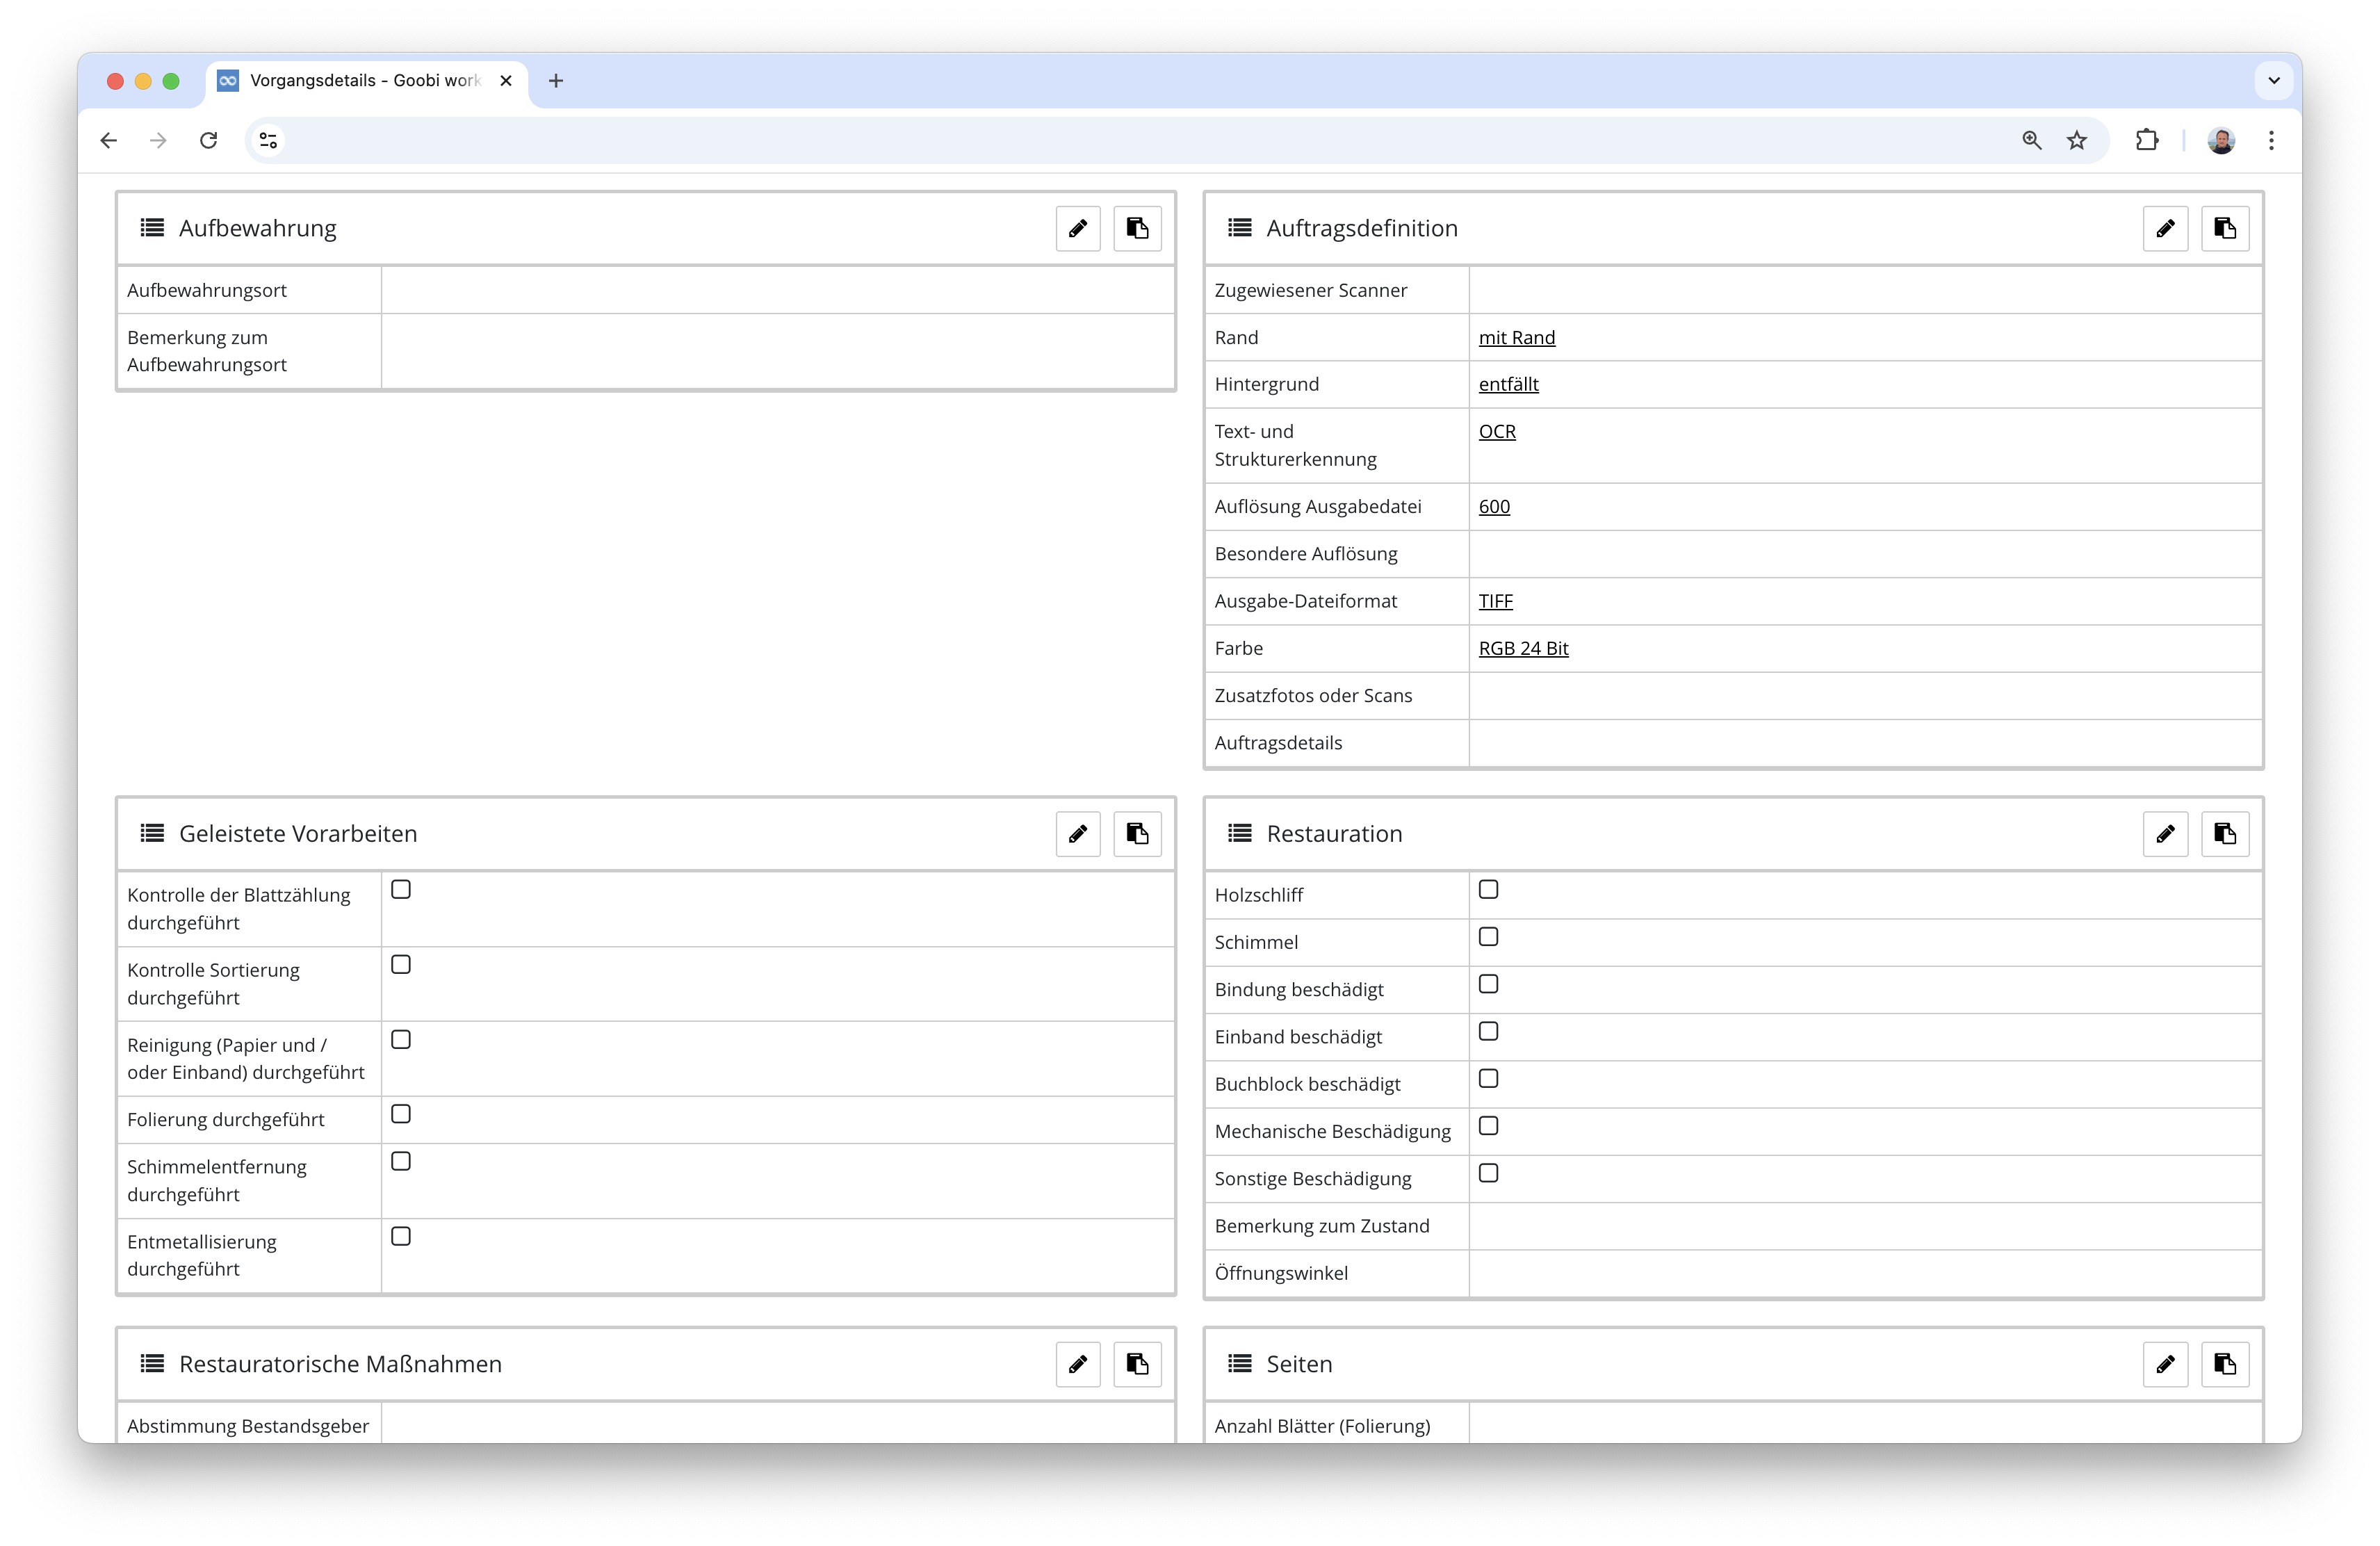 Vorgangsdetails - Goobi work
Aufbewahrung
Aufbewahrungsort
Bemerkung zum
Aufbewahrungsort
Auftragsdefinition
Zugewiesener Scanner
Rand mit Rand
Hintergrund entfällt
Text- und OCR
Strukturerkennung
Auflösung Ausgabedatei 600
Besondere Auflösung
Ausgabe-Dateiformat TIFF
Farbe RGB 24 Bit
Zusatzfotos oder Scans
Auftragsdetails
Geleistete Vorarbeiten
Kontrolle der Blattzählung
durchgeführt
Kontrolle Sortierung
durchgeführt
Reinigung (Papier und /
oder Einband) durchgeführt
Folierung durchgeführt
Schimmelentfernung
durchgeführt
Entmetallisierung
durchgeführt
Restauration
Holzschliff
Schimmel
Bindung beschädigt
Einband beschädigt
Buchblock beschädigt
Mechanische Beschädigung
Sonstige Beschädigung
Bemerkung zum Zustand
Öffnungswinkel
Restauratorische Maßnahmen
Abstimmung Bestandsgeber
Seiten
Anzahl Blätter (Folierung)